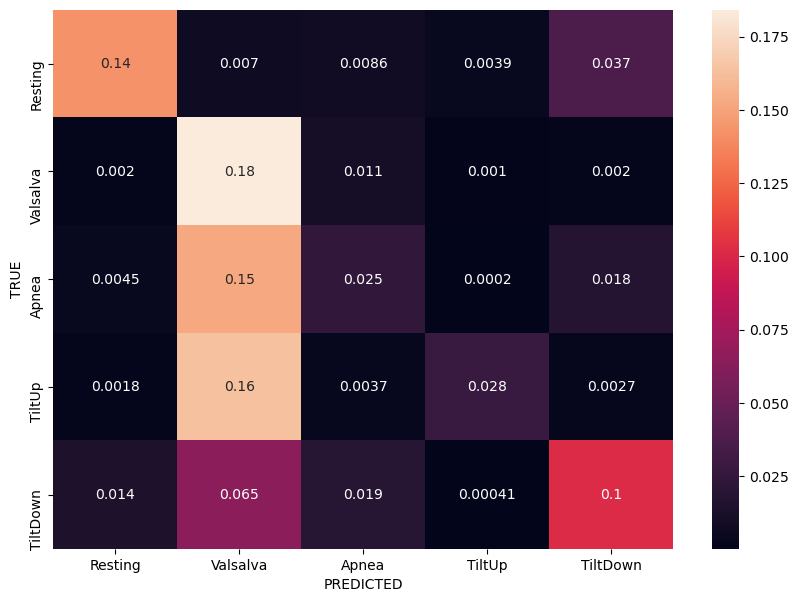 Resting 0.14 0.007 0.0086 0.0039 0.037
Valsalva 0.002 0.18 0.011 0.001 0.002
Apnea 0.0045 0.15 0.025 0.0002 0.018
TiltUp 0.0018 0.16 0.0037 0.028 0.0027
TiltDown 0.014 0.065 0.019 0.00041 0.1
TRUE
Resting Valsalva Apnea TiltUp TiltDown
PREDICTED
0.175
0.150
0.125
0.100
0.075
0.050
0.025